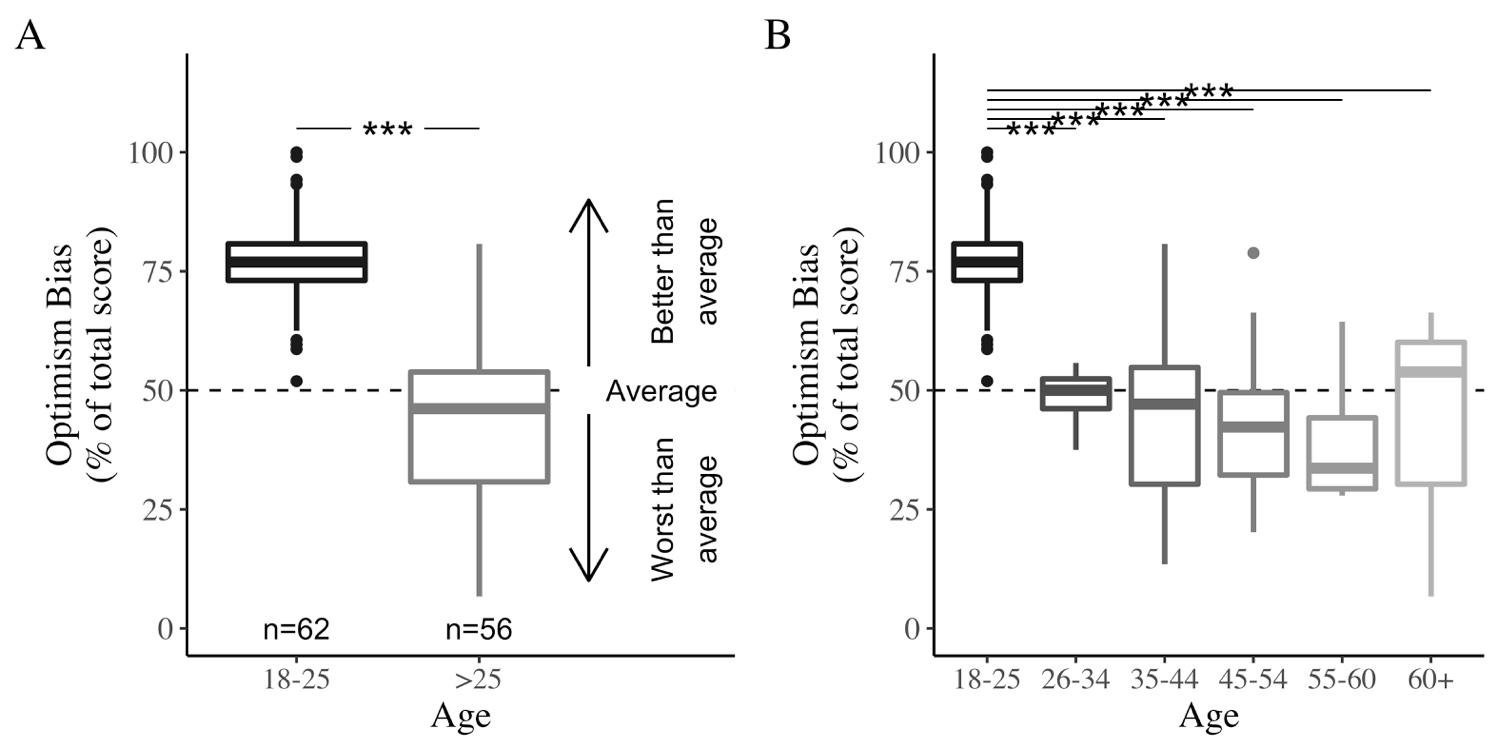 A
***
100
75
50
25
0
Optimism Bias
(% of total score)
Better than
average
Average
Worst than
average
n=62
n=56
18-25
>25
Age
B
***
***
***
***
***
100
75
50
25
0
Optimism Bias
(% of total score)
18-25
26-34
35-44
45-54
55-60
60+
Age